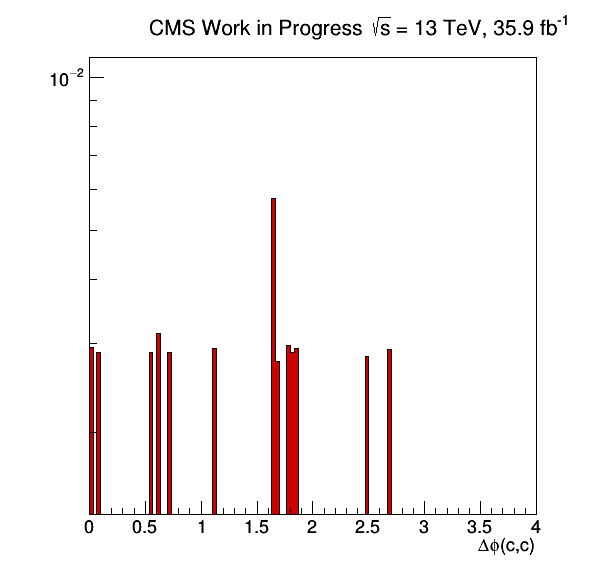 CMS Work in Progress √s = 13 TeV, 35.9 fb⁻¹
10⁻²
0 0.5 1 1.5 2 2.5 3 3.5 4
Δϕ(c,c)